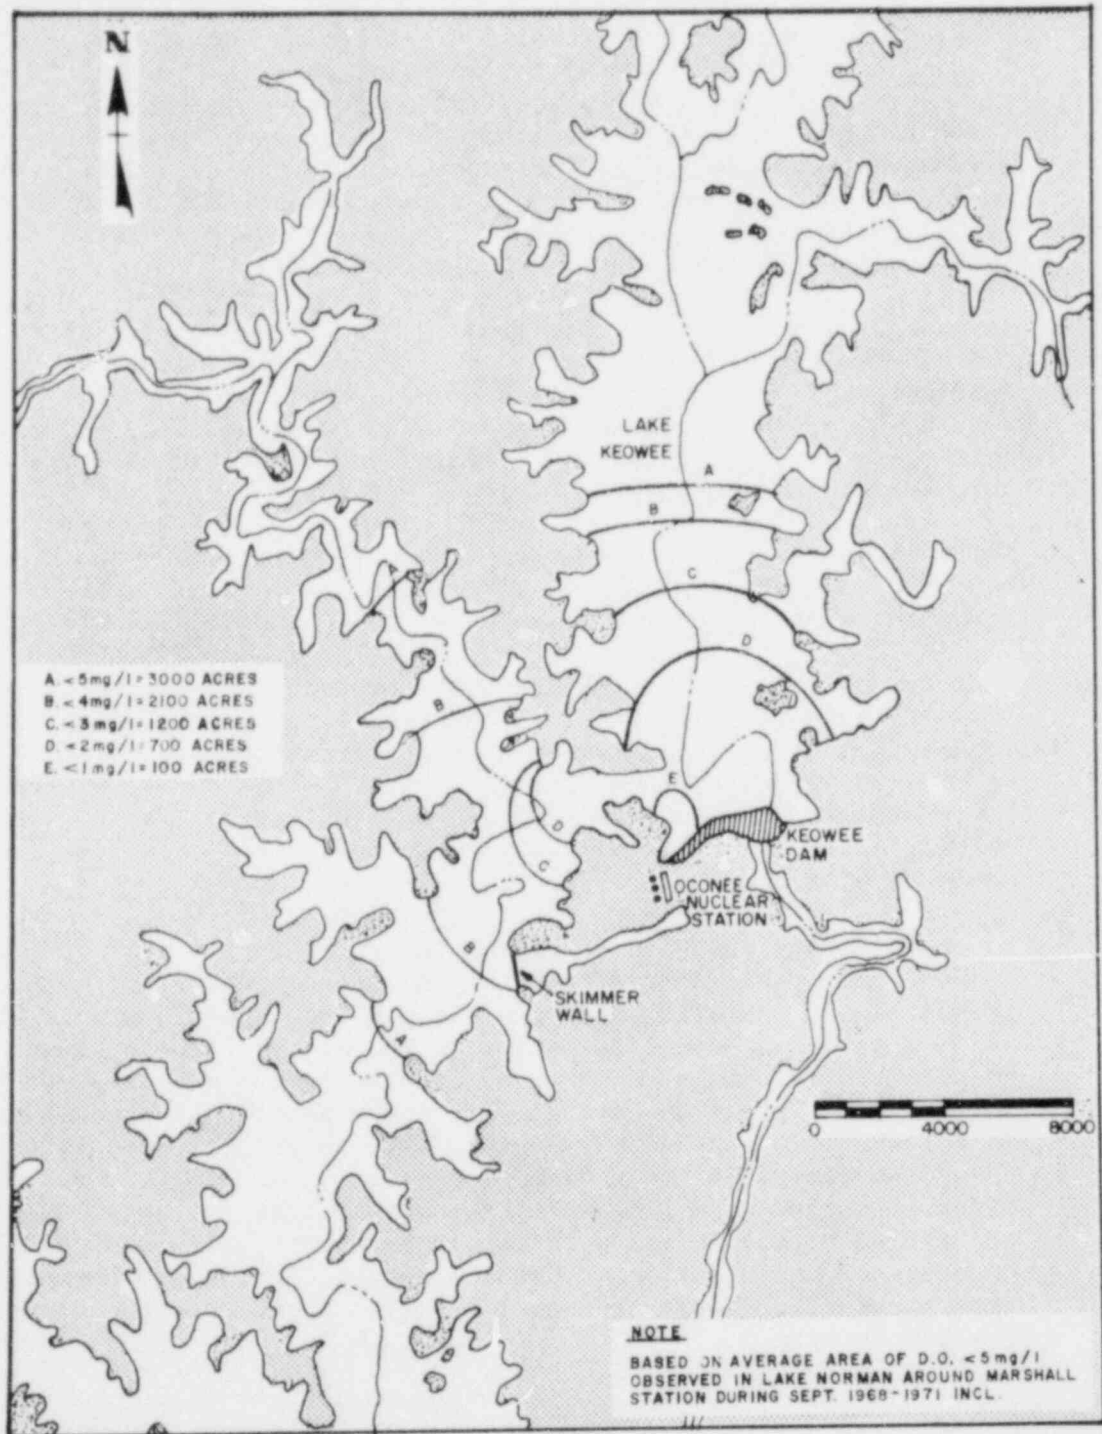 N
LAKE
KEOWEE
A
B
C
D
E
A. <5mg/l=3000 ACRES
B. <4mg/l=2100 ACRES
C. <3mg/l=1200 ACRES
D. <2mg/l=700 ACRES
E. <1mg/l=100 ACRES
A
B
D
C
B
A
KEOWEE
DAM
OCONEE
NUCLEAR
STATION
SKIMMER
WALL
0 4000 8000
NOTE
BASED ON AVERAGE AREA OF D.O. <5mg/l
OBSERVED IN LAKE NORMAN AROUND MARSHALL
STATION DURING SEPT. 1968-1971 INCL.